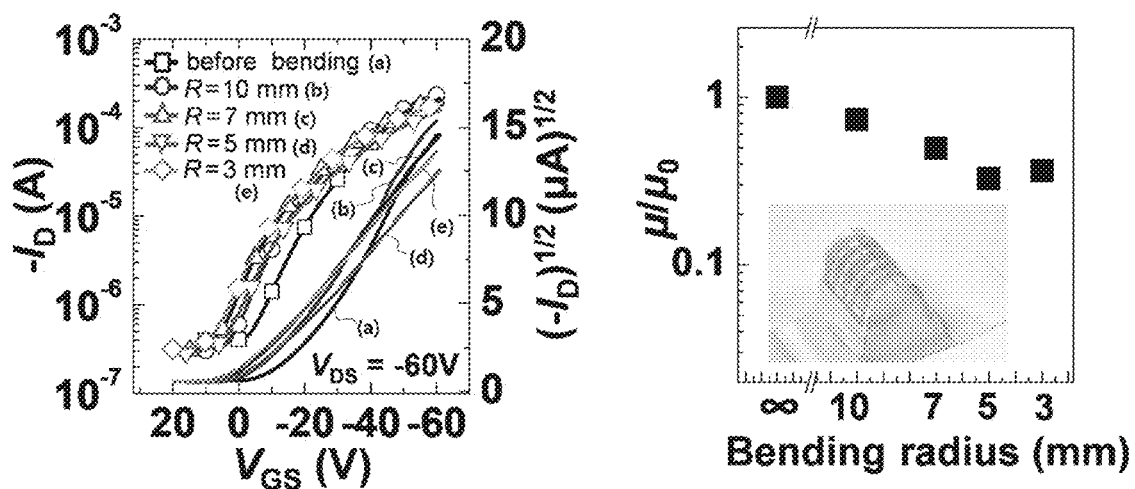 10⁻³
10⁻⁴
10⁻⁵
10⁻⁶
10⁻⁷
-I_D (A)
before bending (a)
R=10 mm (b)
R=7 mm (c)
R=5 mm (d)
R=3 mm
(e)
(c)
(b)
(e)
(d)
(a)
V_DS = -60V
20
15
10
5
0
(-I_D)^1/2 (μA)^1/2
20 0 -20 -40 -60
V_GS (V)
1
0.1
μ/μ₀
∞ 10 7 5 3
Bending radius (mm)